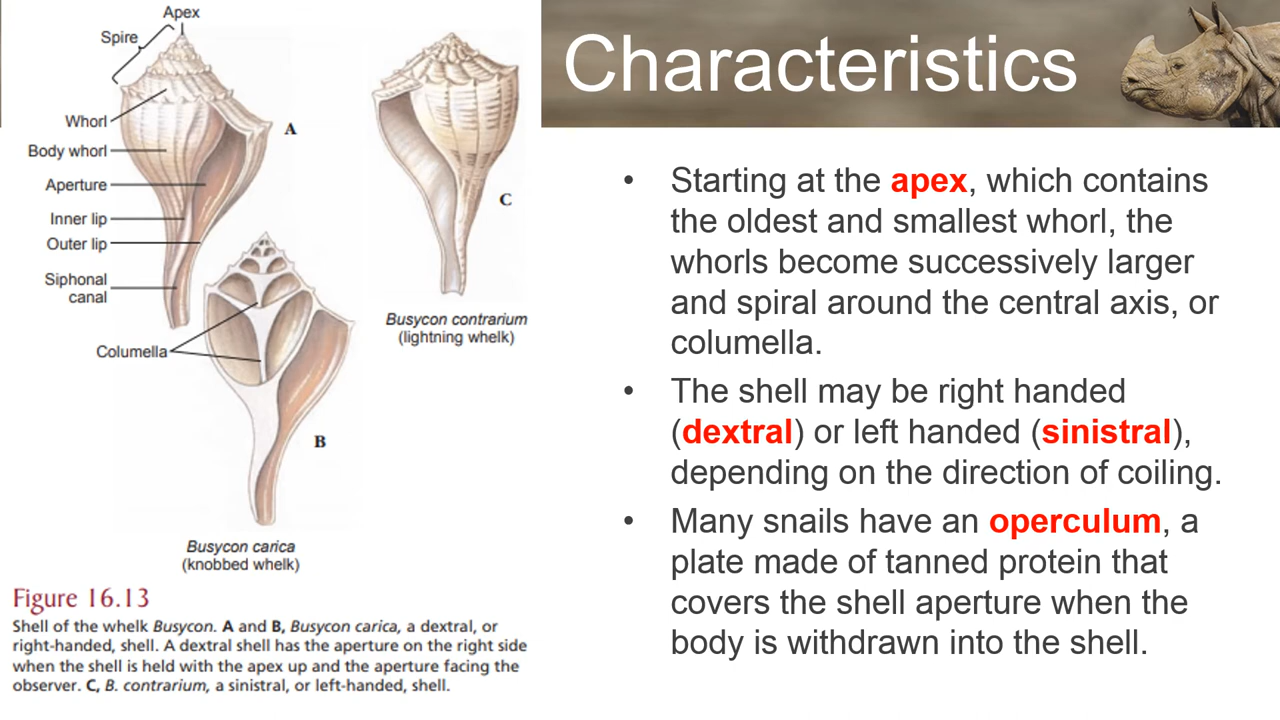 Apex
Spire
Whorl
Body whorl
Aperture
Inner lip
Outer lip
Siphonal
canal
Columella
A
C
B
Busycon contrarium
(lightning whelk)
Busycon carica
(knobbed whelk)
Figure 16.13
Shell of the whelk Busycon. A and B, Busycon carica, a dextral, or
right-handed, shell. A dextral shell has the aperture on the right side
when the shell is held with the apex up and the aperture facing the
observer. C, B. contrarium, a sinistral, or left-handed, shell.
Characteristics
• Starting at the apex, which contains
the oldest and smallest whorl, the
whorls become successively larger
and spiral around the central axis, or
columella.
• The shell may be right handed
(dextral) or left handed (sinistral),
depending on the direction of coiling.
• Many snails have an operculum, a
plate made of tanned protein that
covers the shell aperture when the
body is withdrawn into the shell.